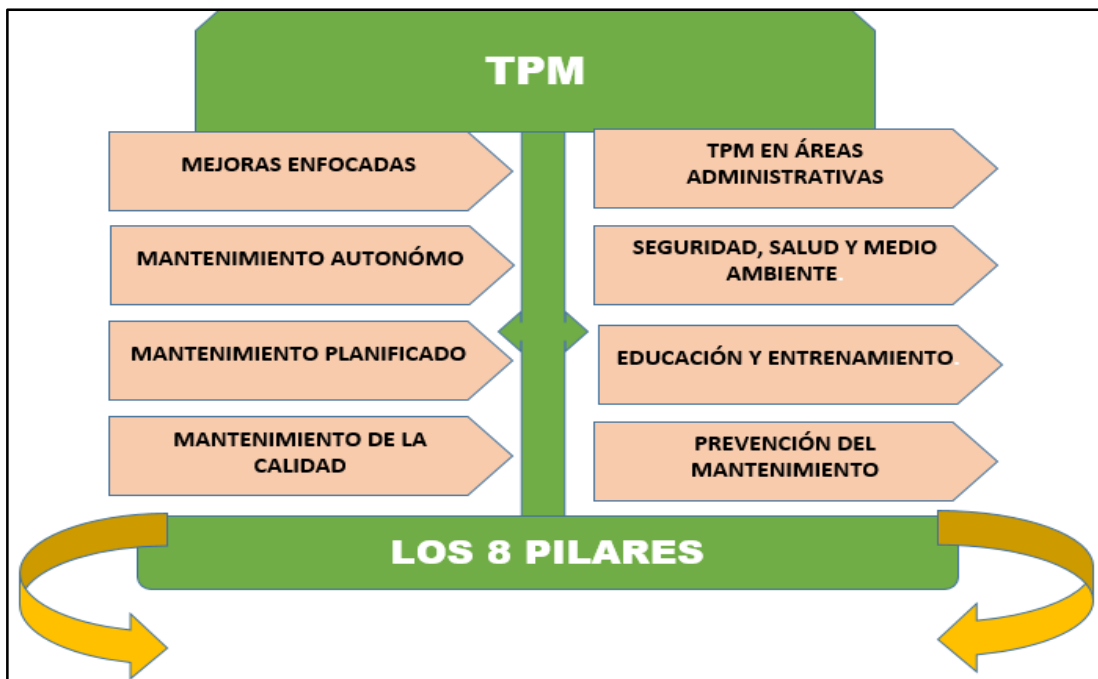 TPM
MEJORAS ENFOCADAS
MANTENIMIENTO AUTONÓMO
MANTENIMIENTO PLANIFICADO
MANTENIMIENTO DE LA
CALIDAD
TPM EN ÁREAS
ADMINISTRATIVAS
SEGURIDAD, SALUD Y MEDIO
AMBIENTE.
EDUCACIÓN Y ENTRENAMIENTO.
PREVENCIÓN DEL
MANTENIMIENTO
LOS 8 PILARES